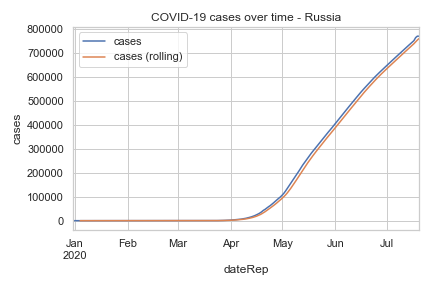 COVID-19 cases over time - Russia
cases
cases (rolling)
800000
700000
600000
500000
400000
300000
200000
100000
0
cases
Jan Feb Mar Apr May Jun Jul
2020
dateRep